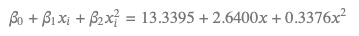 β₀ + β₁xᵢ + β₂xᵢ² = 13.3395 + 2.6400x + 0.3376x²